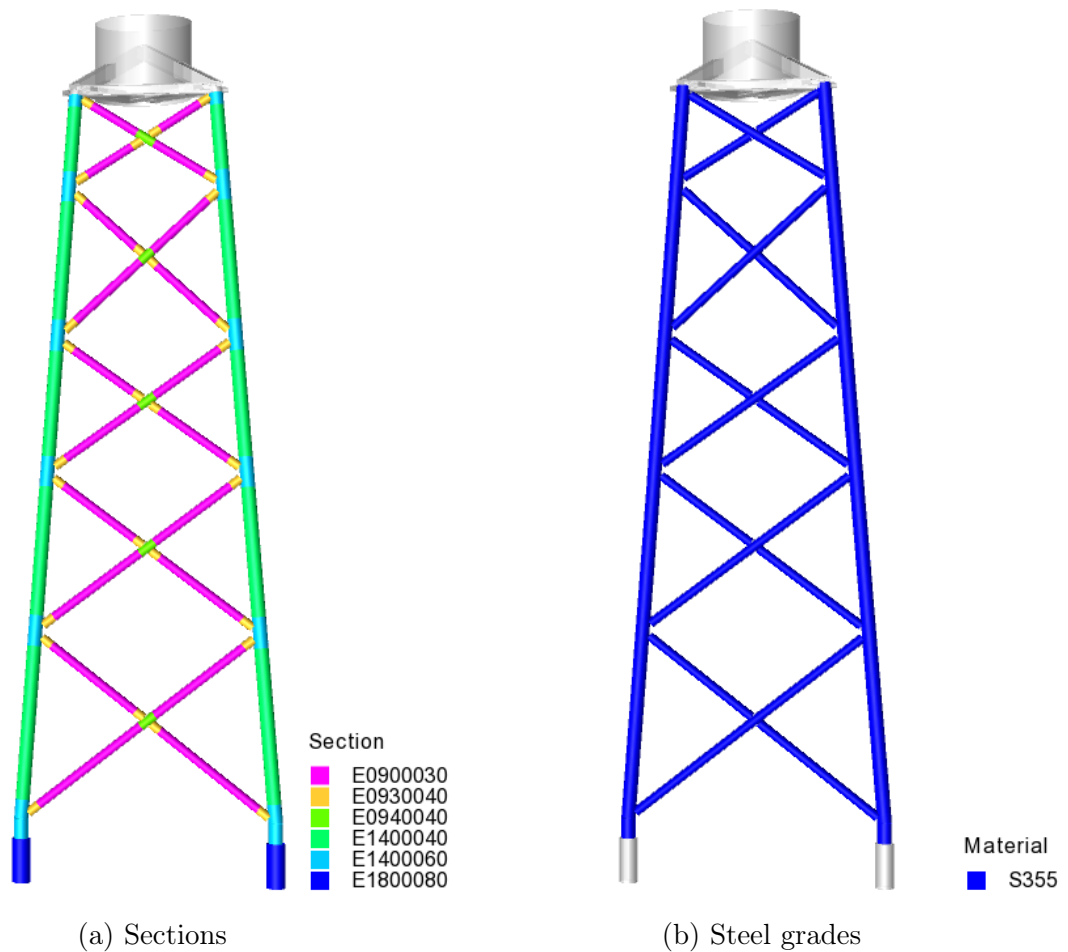 Section
E0900030
E0930040
E0940040
E1400040
E1400060
E1800080
Material
S355
(a) Sections
(b) Steel grades